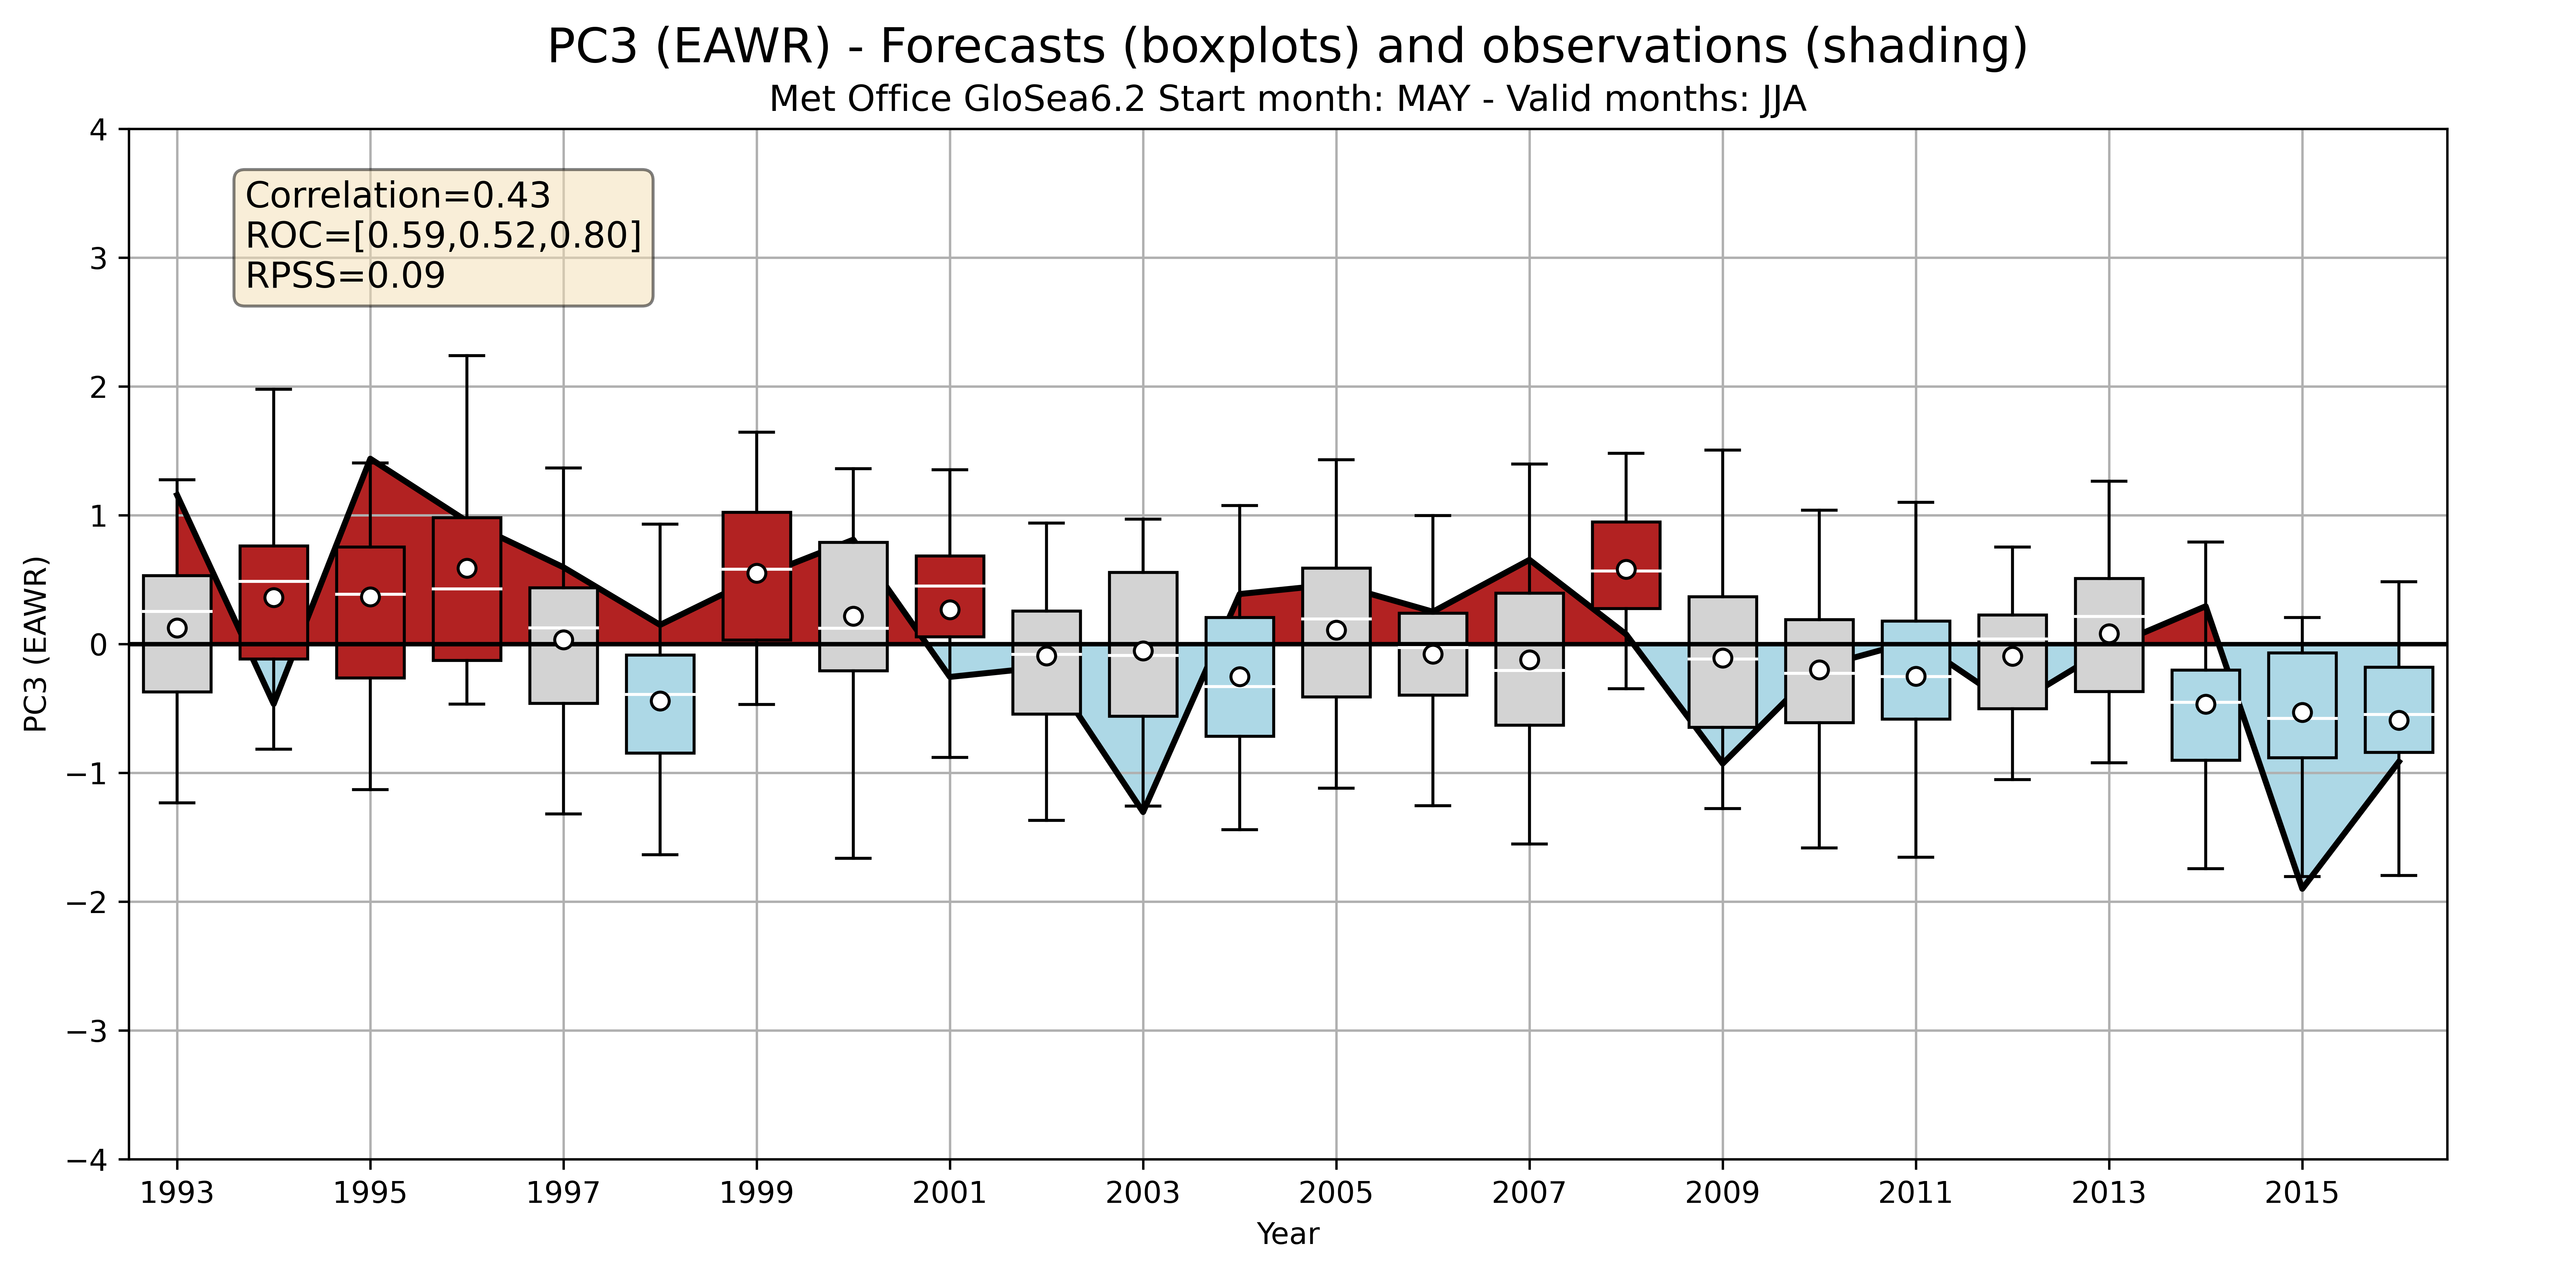 PC3 (EAWR) - Forecasts (boxplots) and observations (shading)
Met Office GloSea6.2 Start month: MAY - Valid months: JJA
Correlation=0.43
ROC=[0.59,0.52,0.80]
RPSS=0.09
PC3 (EAWR)
4
3
2
1
0
−1
−2
−3
−4
1993 1995 1997 1999 2001 2003 2005 2007 2009 2011 2013 2015
Year